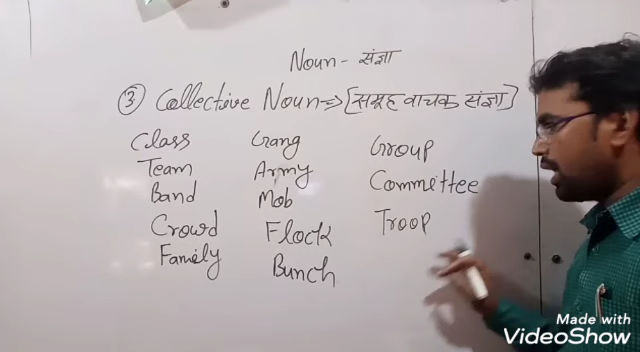 Noun - संज्ञा
③ Collective Noun ⇒ [समूह वाचक संज्ञा]
Class Gang Group
Team Army Committee
Band Mob Troop
Crowd Flock
Family Bunch
Made with
VideoShow